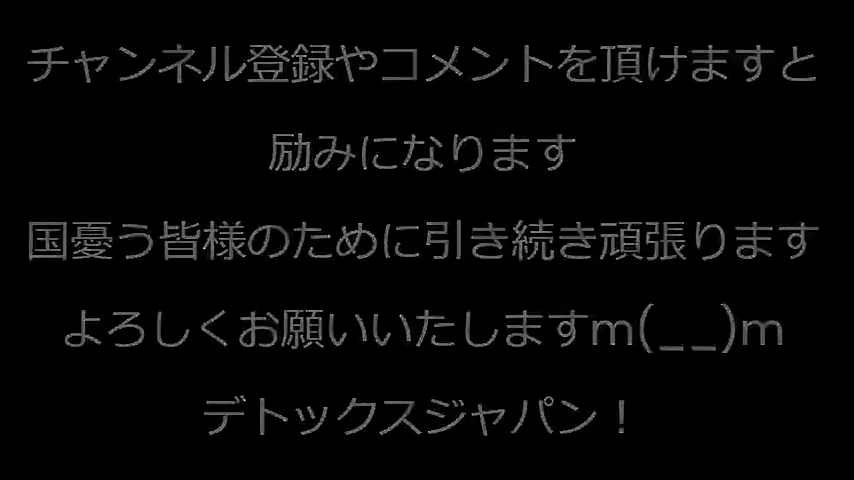 チャンネル登録やコメントを頂けますと
励みになります
国憂う皆様のために引き続き頑張ります
よろしくお願いいたしますm(__)m
デトックスジャパン！